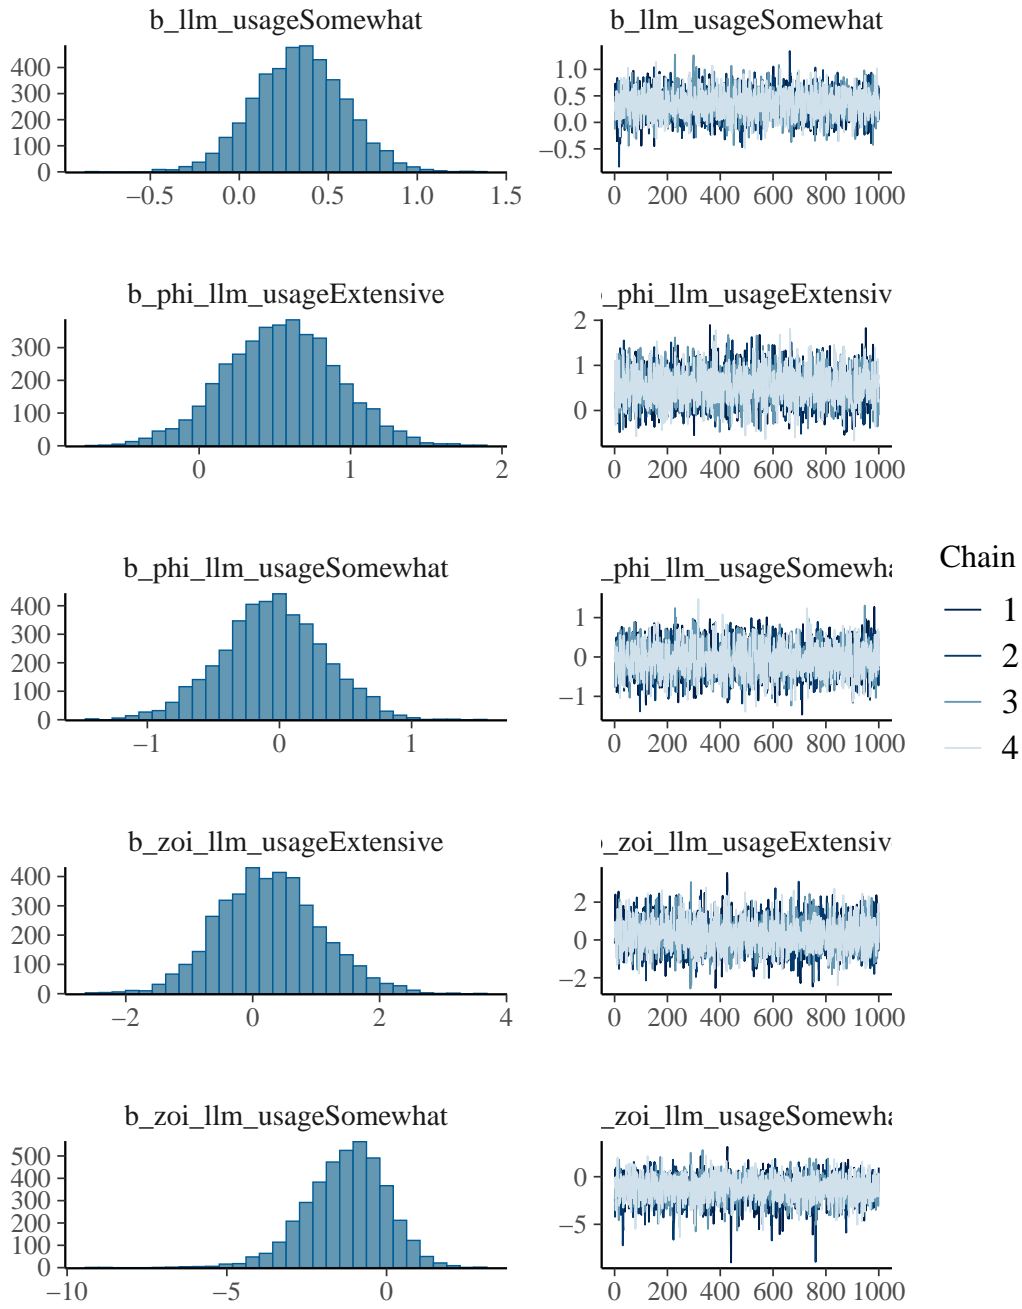 b_llm_usageSomewhat
400
300
200
100
0
−0.5 0.0 0.5 1.0 1.5
b_llm_usageSomewhat
1.0
0.5
0.0
−0.5
0 200 400 600 800 1000
b_phi_llm_usageExtensive
300
200
100
0
0 1 2
_phi_llm_usageExtensiv
2
1
0
0 200 400 600 800 1000
b_phi_llm_usageSomewhat
400
300
200
100
0
−1 0 1
_phi_llm_usageSomewha
1
0
−1
0 200 400 600 800 1000
Chain
1
2
3
4
b_zoi_llm_usageExtensive
400
300
200
100
0
−2 0 2 4
_zoi_llm_usageExtensiv
2
0
−2
0 200 400 600 800 1000
b_zoi_llm_usageSomewhat
500
400
300
200
100
0
−10 −5 0
_zoi_llm_usageSomewha
0
−5
0 200 400 600 800 1000